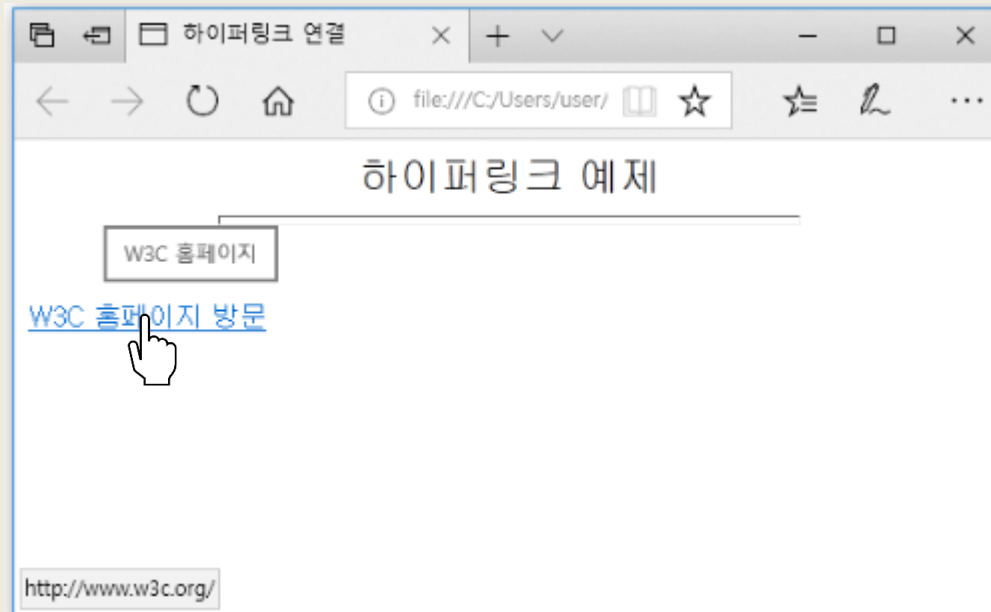 하이퍼링크 연결
file:///C:/Users/user/
하이퍼링크 예제
W3C 홈페이지
W3C 홈페이지 방문
http://www.w3c.org/